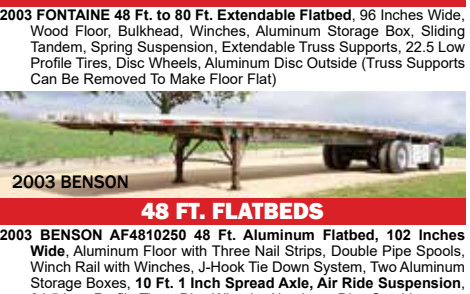 2003 FONTAINE 48 Ft. to 80 Ft. Extendable Flatbed, 96 Inches Wide,
Wood Floor, Bulkhead, Winches, Aluminum Storage Box, Sliding
Tandem, Spring Suspension, Extendable Truss Supports, 22.5 Low
Profile Tires, Disc Wheels, Aluminum Disc Outside (Truss Supports
Can Be Removed To Make Floor Flat)
2003 BENSON
48 FT. FLATBEDS
2003 BENSON AF4810250 48 Ft. Aluminum Flatbed, 102 Inches
Wide, Aluminum Floor with Three Nail Strips, Double Pipe Spools,
Winch Rail with Winches, J-Hook Tie Down System, Two Aluminum
Storage Boxes, 10 Ft. 1 Inch Spread Axle, Air Ride Suspension,